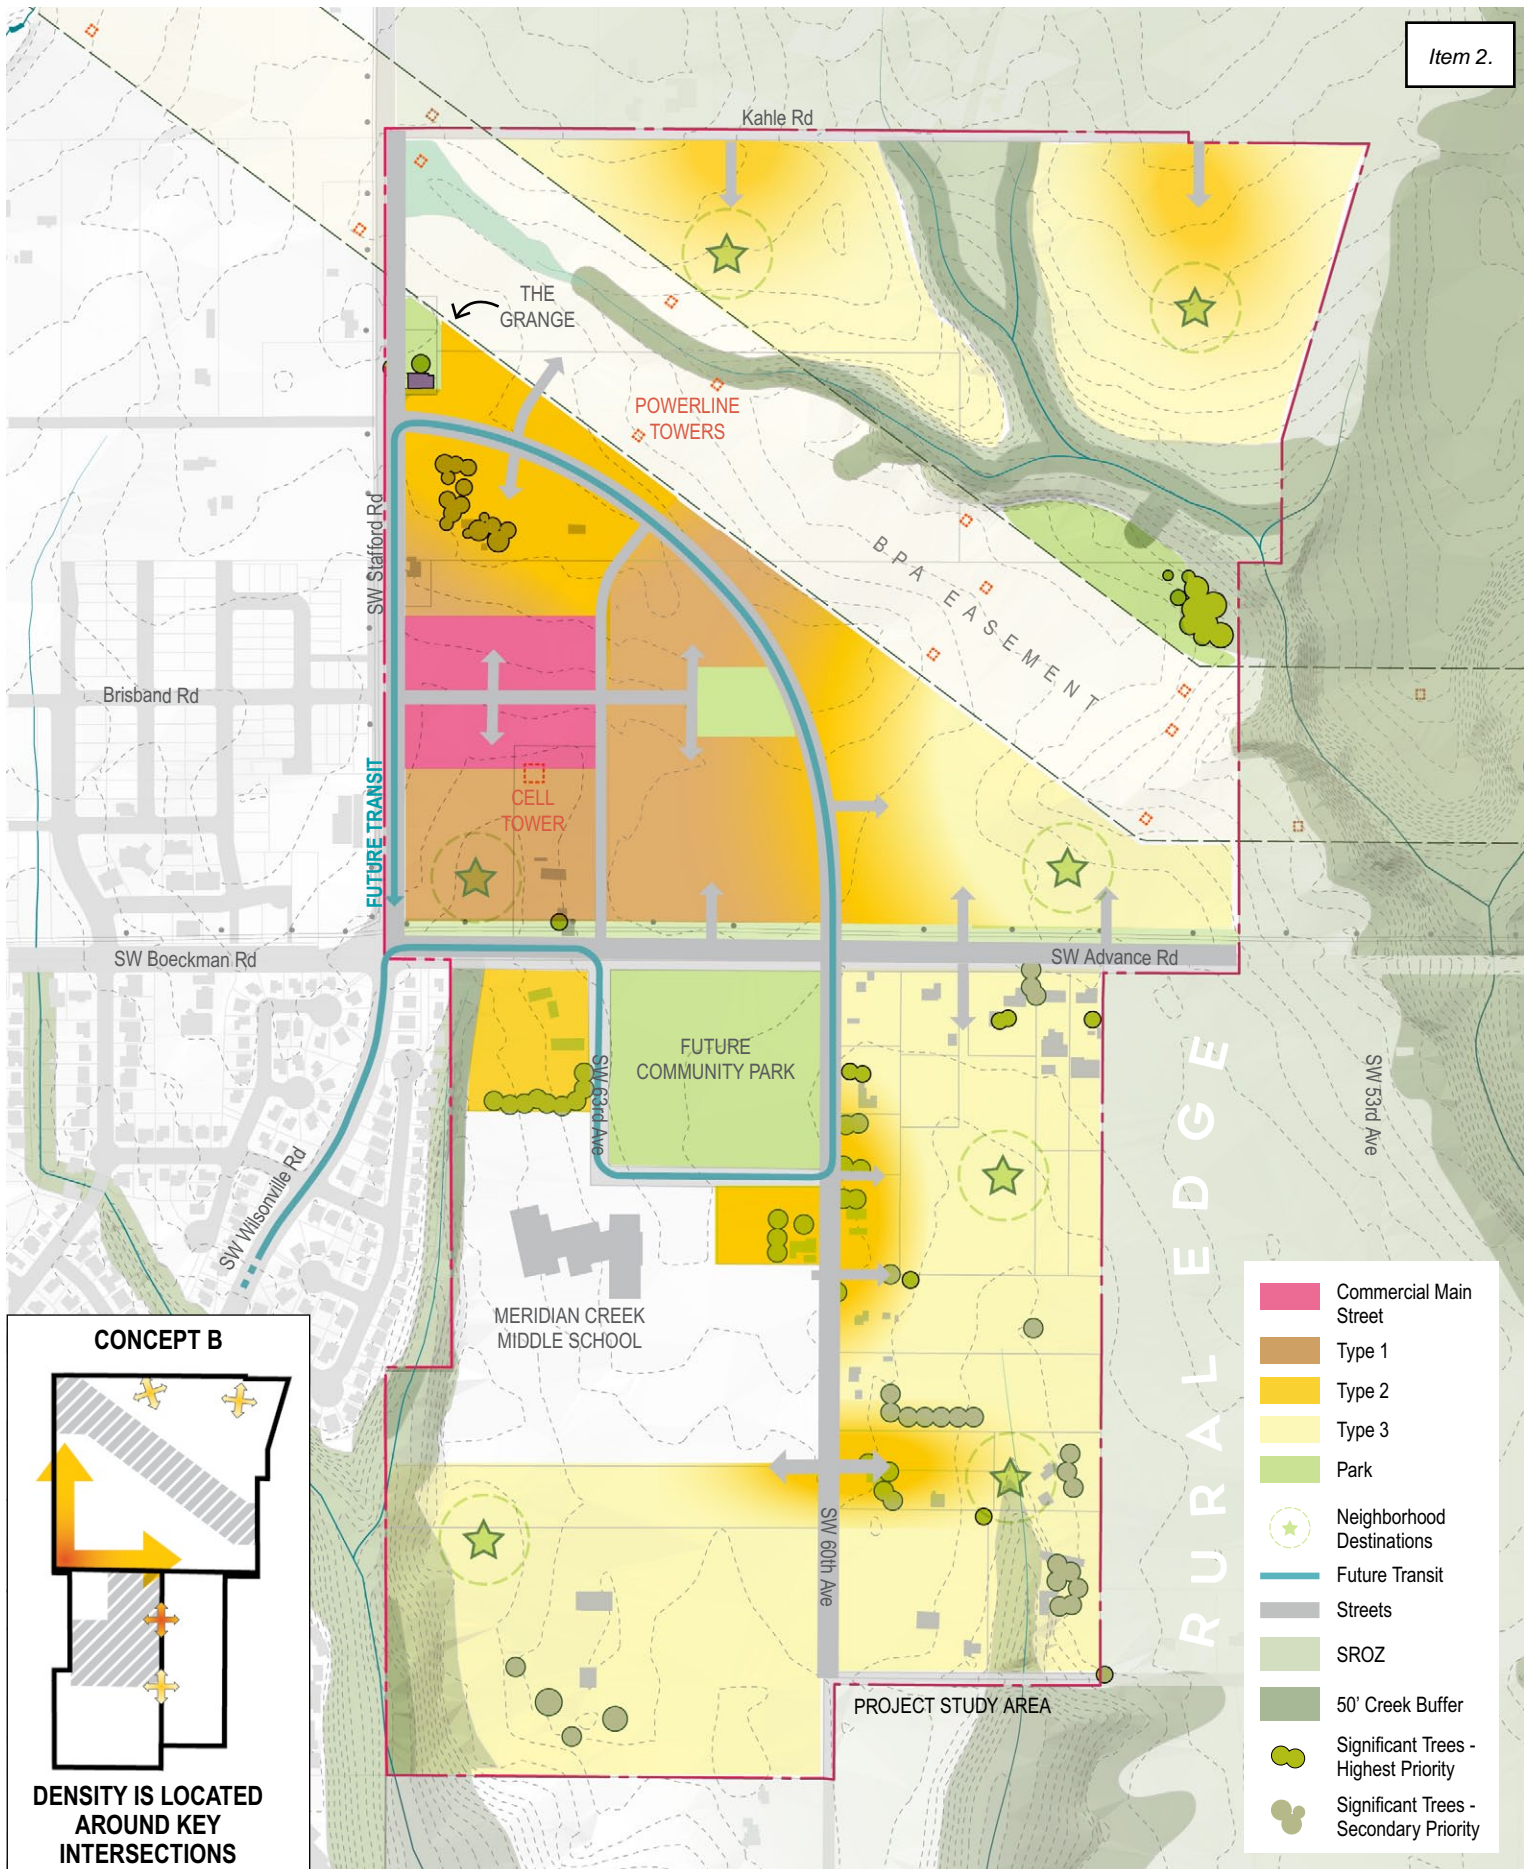 Item 2.
Kahle Rd
THE
GRANGE
POWERLINE
TOWERS
SW Stafford Rd
BPA EASEMENT
Brisband Rd
CELL
TOWER
FUTURE TRANSIT
SW Boeckman Rd
SW Advance Rd
FUTURE
COMMUNITY PARK
SW 63rd Ave
SW 53rd Ave
RURAL EDGE
SW Wilsonville Rd
MERIDIAN CREEK
MIDDLE SCHOOL
SW 60th Ave
PROJECT STUDY AREA
CONCEPT B
DENSITY IS LOCATED
AROUND KEY
INTERSECTIONS
Commercial Main
Street
Type 1
Type 2
Type 3
Park
Neighborhood
Destinations
Future Transit
Streets
SROZ
50' Creek Buffer
Significant Trees -
Highest Priority
Significant Trees -
Secondary Priority